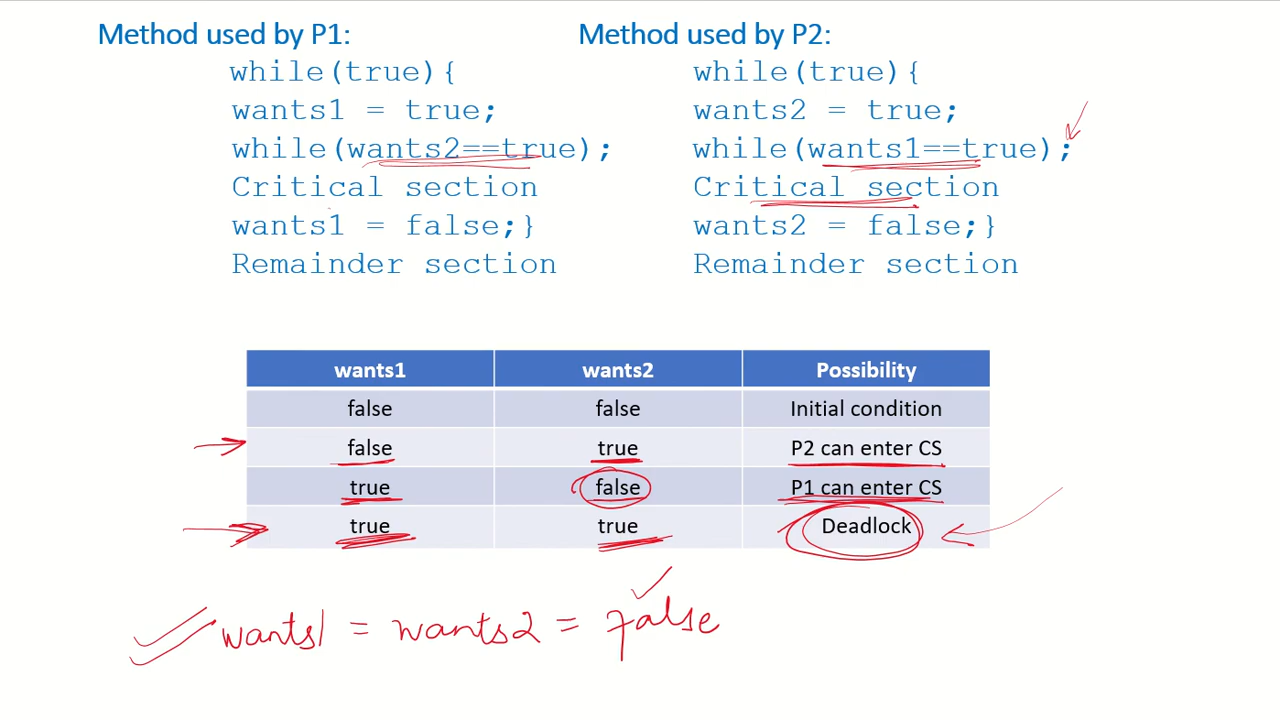 Method used by P1: Method used by P2:
while(true){ while(true){
wants1 = true; wants2 = true;
while(wants2==true); while(wants1==true);
Critical section Critical section
wants1 = false;} wants2 = false;}
Remainder section Remainder section
wants1 wants2 Possibility
false false Initial condition
false true P2 can enter CS
true false P1 can enter CS
true true Deadlock
wants1 = wants2 = false